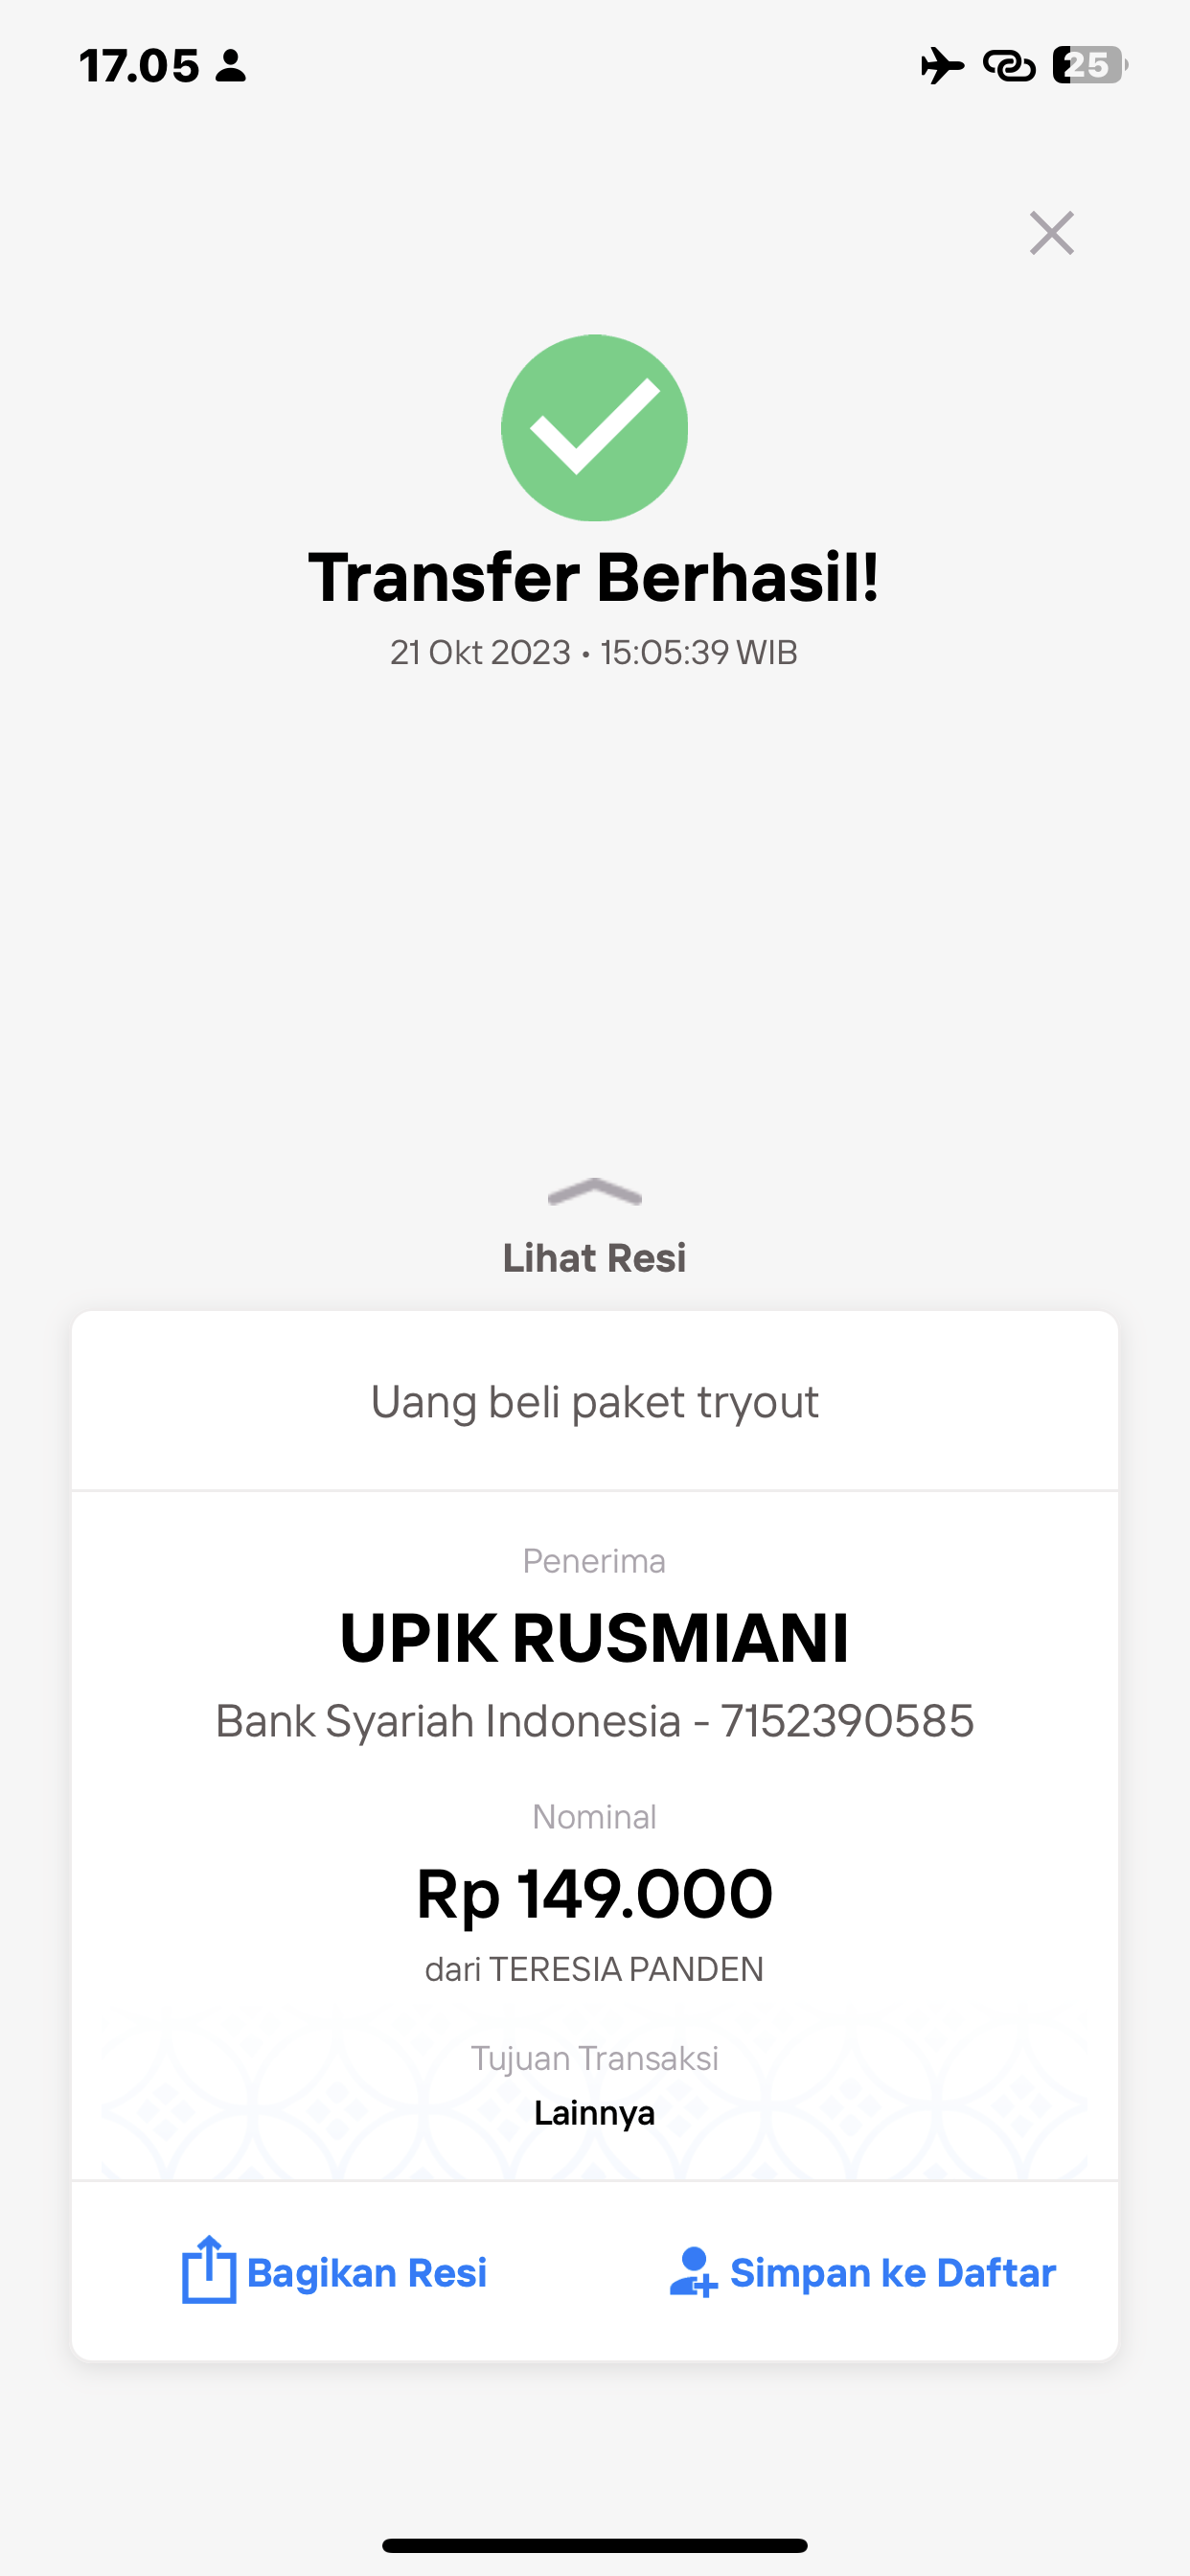 17.05
25
Transfer Berhasil!
21 Okt 2023 • 15:05:39 WIB
Lihat Resi
Uang beli paket tryout
Penerima
UPIK RUSMIANI
Bank Syariah Indonesia - 7152390585
Nominal
Rp 149.000
dari TERESIA PANDEN
Tujuan Transaksi
Lainnya
Bagikan Resi
Simpan ke Daftar